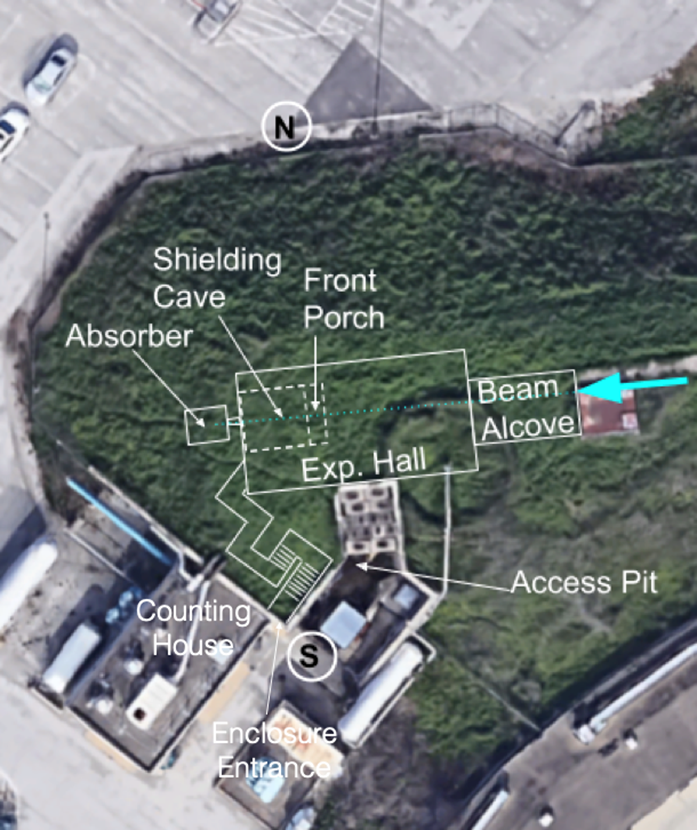 N
Shielding
Cave
Front
Porch
Absorber
Beam
Alcove
Exp. Hall
Access Pit
Counting
House
S
Enclosure
Entrance